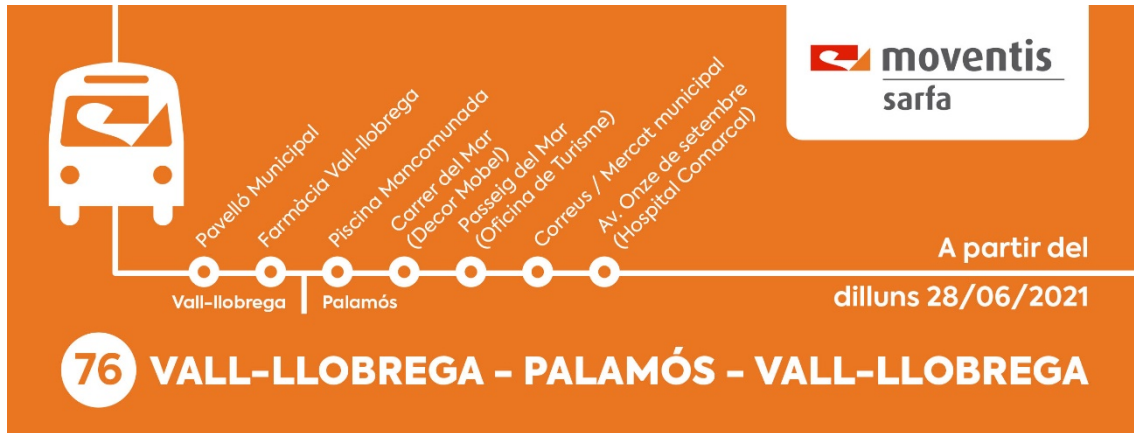 moventis
sarfa
Pavelló Municipal
Farmàcia Vall-llobrega
Piscina Mancomunada
Carrer del Mar
(Decor Mobel)
Passeig del Mar
(Oficina de Turisme)
Correus / Mercat municipal
Av. Onze de setembre
(Hospital Comarcal)
Vall-llobrega
Palamós
A partir del
dilluns 28/06/2021
76 VALL-LLOBREGA - PALAMÓS - VALL-LLOBREGA